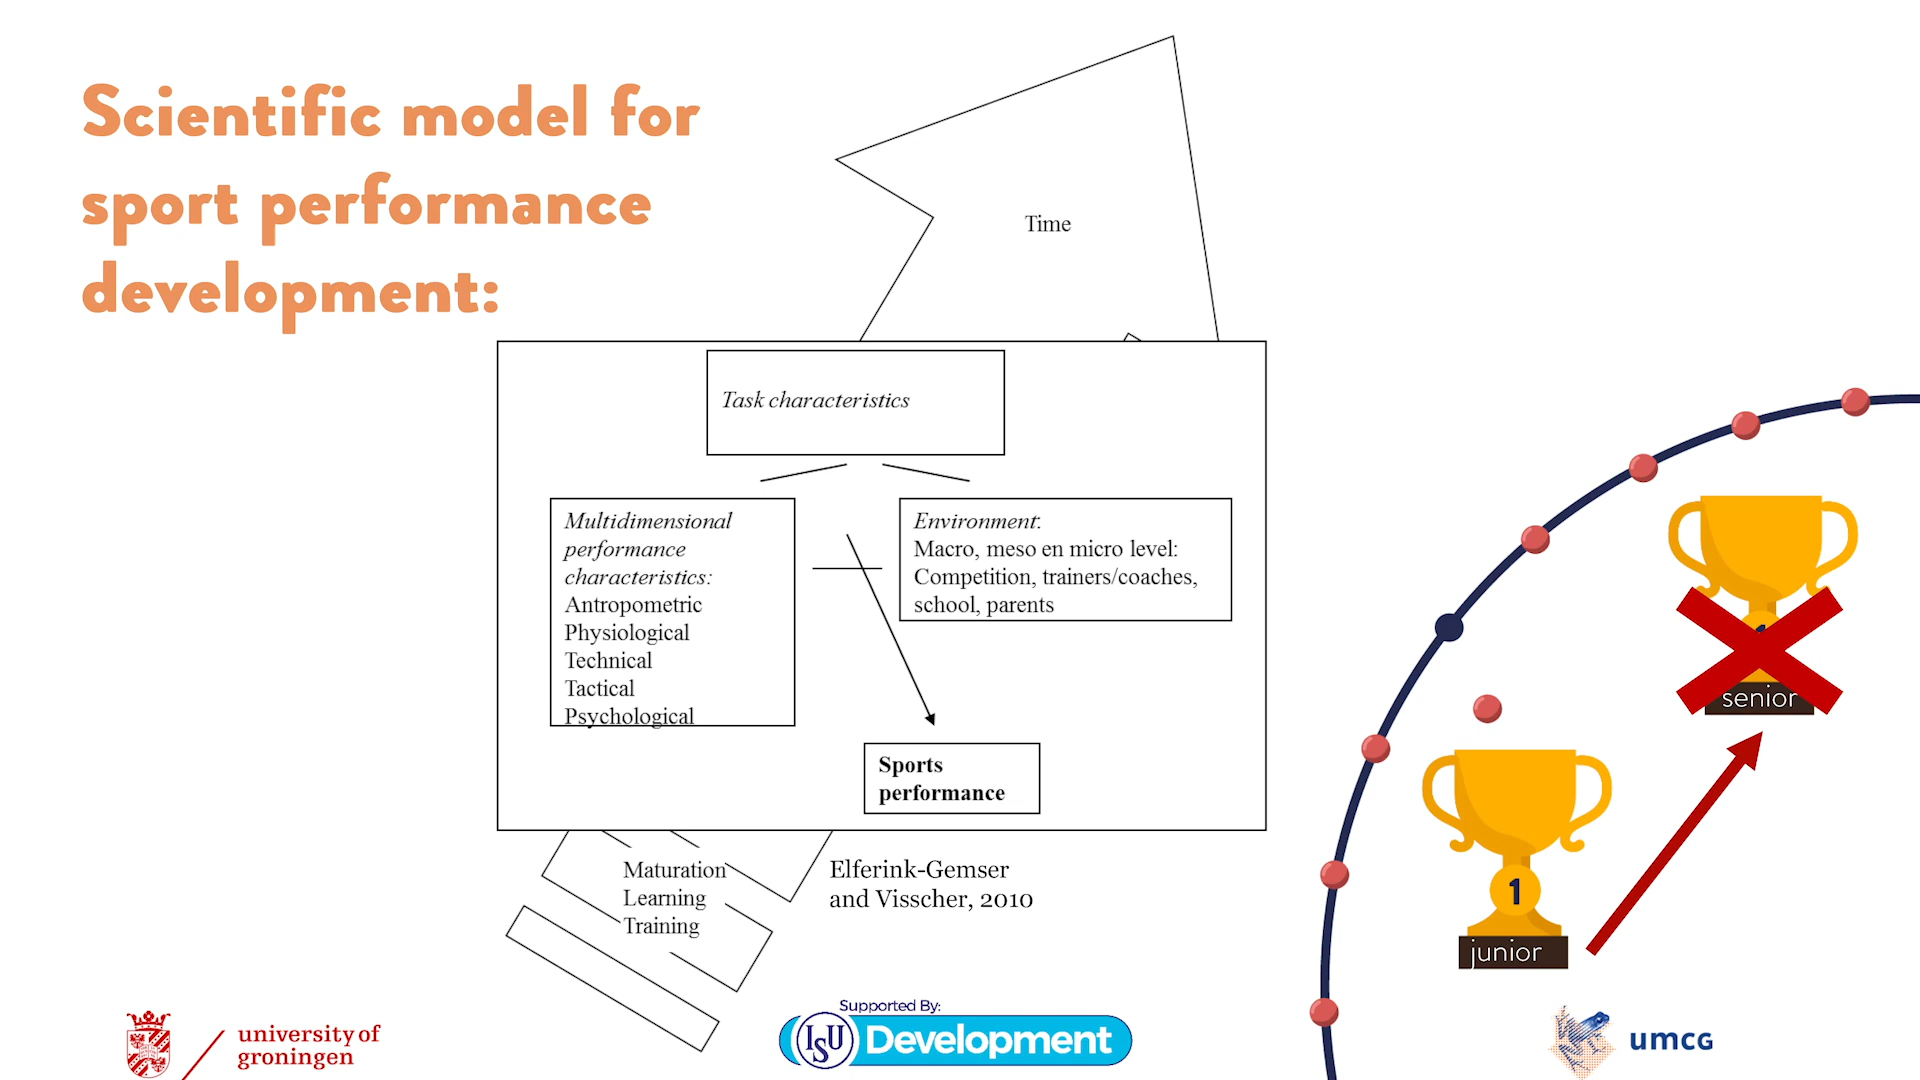 Scientific model for
sport performance
development:
Time
Task characteristics
Multidimensional
performance
characteristics:
Antropometric
Physiological
Technical
Tactical
Psychological
Environment:
Macro, meso en micro level:
Competition, trainers/coaches,
school, parents
Sports
performance
Maturation
Learning
Training
Elferink-Gemser
and Visscher, 2010
senior
1
junior
university of
groningen
Supported By:
ISU Development
umcg